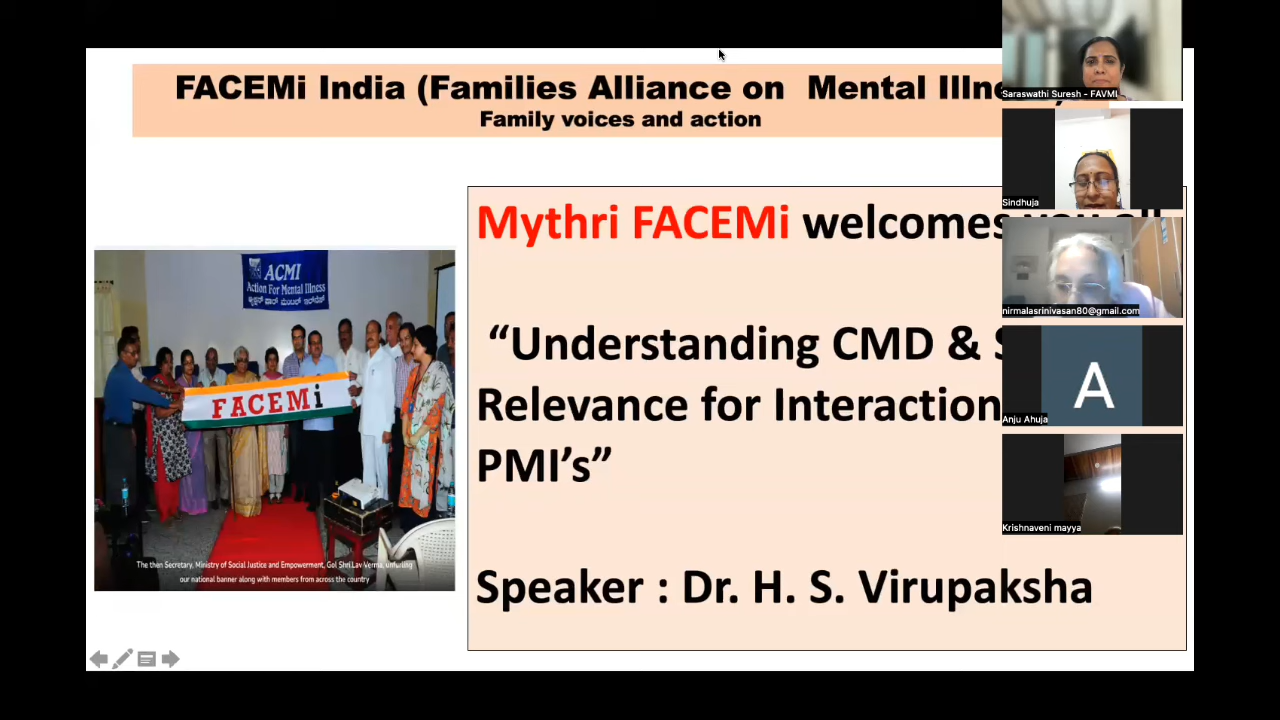 FACEMi India (Families Alliance on Mental Illne
Family voices and action
Mythri FACEMi welcomes you all
"Understanding CMD & S
Relevance for Interaction
PMI's"
Speaker : Dr. H. S. Virupaksha
ACMI
Action For Mental Illness
FACEMi
The then Secretary, Ministry of Social Justice and Empowerment, GoI Shri.Lav Verma, unfurling
our national banner along with members from across the country
Saraswathi Suresh - FAVMI
Sindhuja
nirmalasrinivasan80@gmail.com
A
Anju Ahuja
Krishnaveni mayya